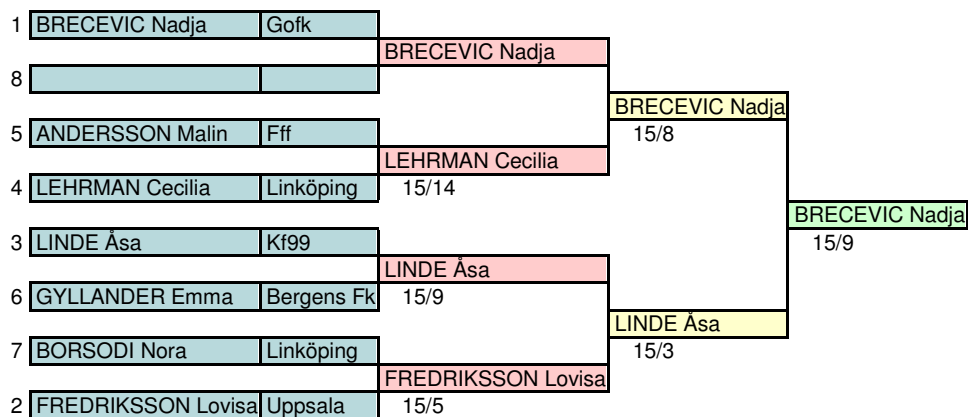 1 BRECEVIC Nadja Gofk
BRECEVIC Nadja
8
BRECEVIC Nadja
5 ANDERSSON Malin Fff 15/8
LEHRMAN Cecilia
4 LEHRMAN Cecilia Linköping 15/14
BRECEVIC Nadja
3 LINDE Åsa Kf99 15/9
LINDE Åsa
6 GYLLANDER Emma Bergens Fk 15/9
LINDE Åsa
7 BORSODI Nora Linköping 15/3
FREDRIKSSON Lovisa
2 FREDRIKSSON Lovisa Uppsala 15/5